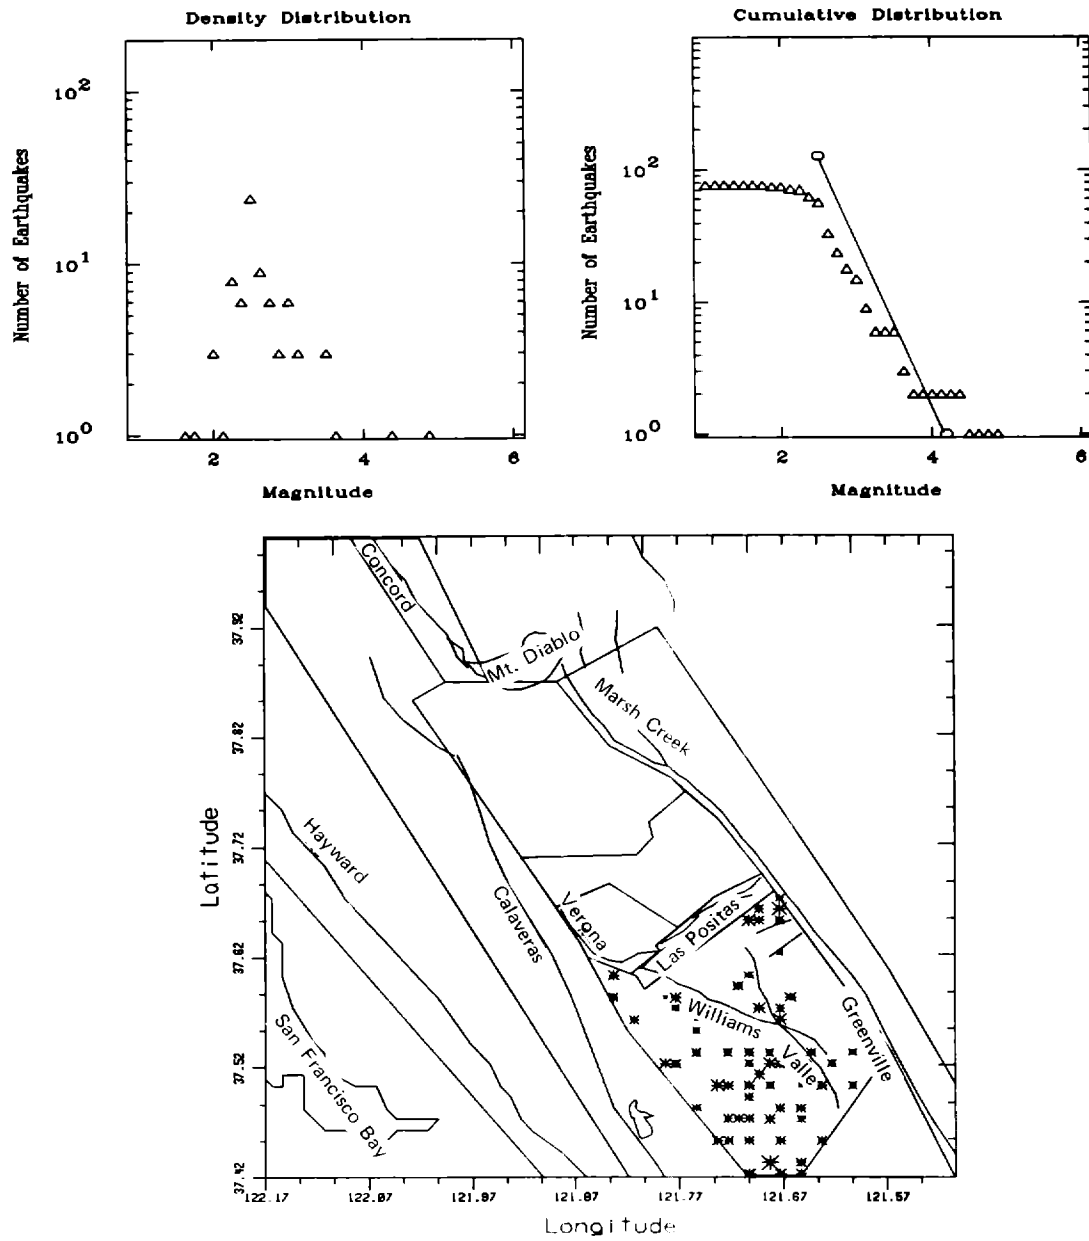 Density Distribution
Number of Earthquakes
10^2
10^1
10^0
2
4
6
Magnitude
Cumulative Distribution
Number of Earthquakes
10^2
10^1
10^0
2
4
6
Magnitude
Latitude
37.92
37.82
37.72
37.62
37.52
37.42
Concord
Mt. Diablo
Marsh Creek
Hayward
Calaveras
Verona
Las Positas
Williams
Valle
Greenville
San Francisco Bay
122.17
122.07
121.97
121.87
121.77
121.67
121.57
Longitude